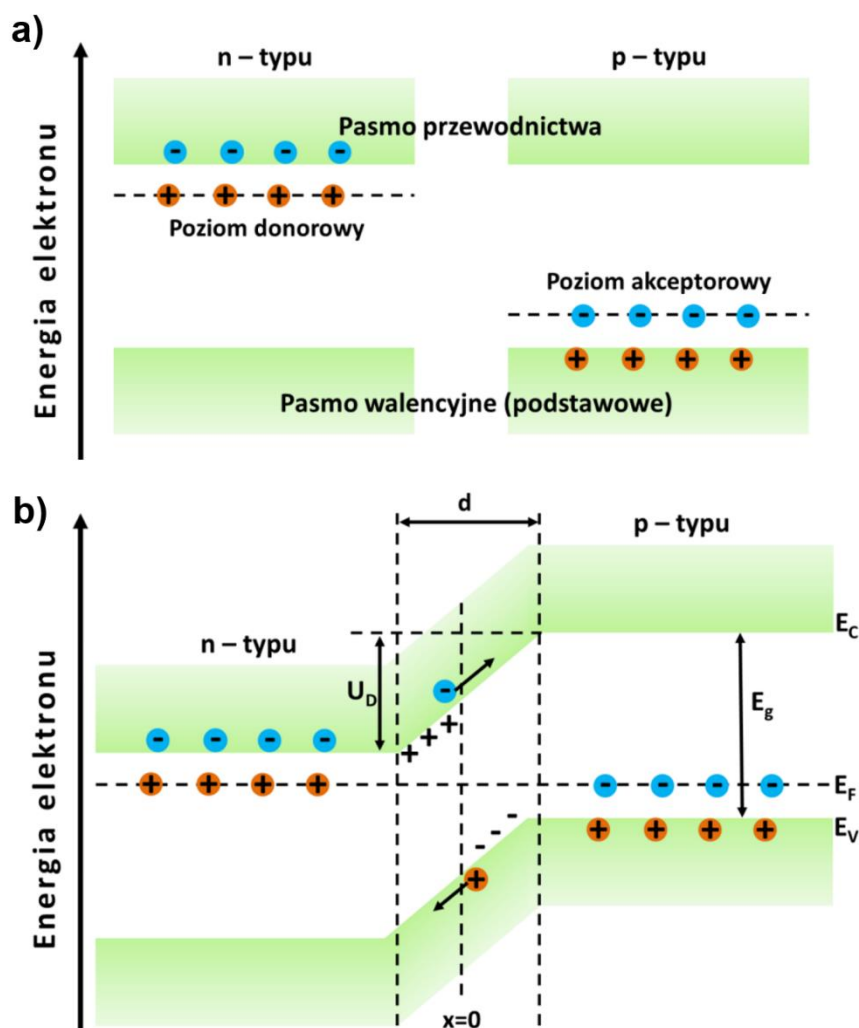 a)
n – typu
p – typu
Pasmo przewodnictwa
- - - -
+ + + +
Poziom donorowy
Poziom akceptorowy
- - - -
+ + + +
Pasmo walencyjne (podstawowe)
Energia elektronu
b)
d
p – typu
n – typu
E_C
U_D
-
+ + +
E_g
- - - -
+ + + +
E_F
- - - -
E_V
+ + + +
- - -
+
Energia elektronu
x=0